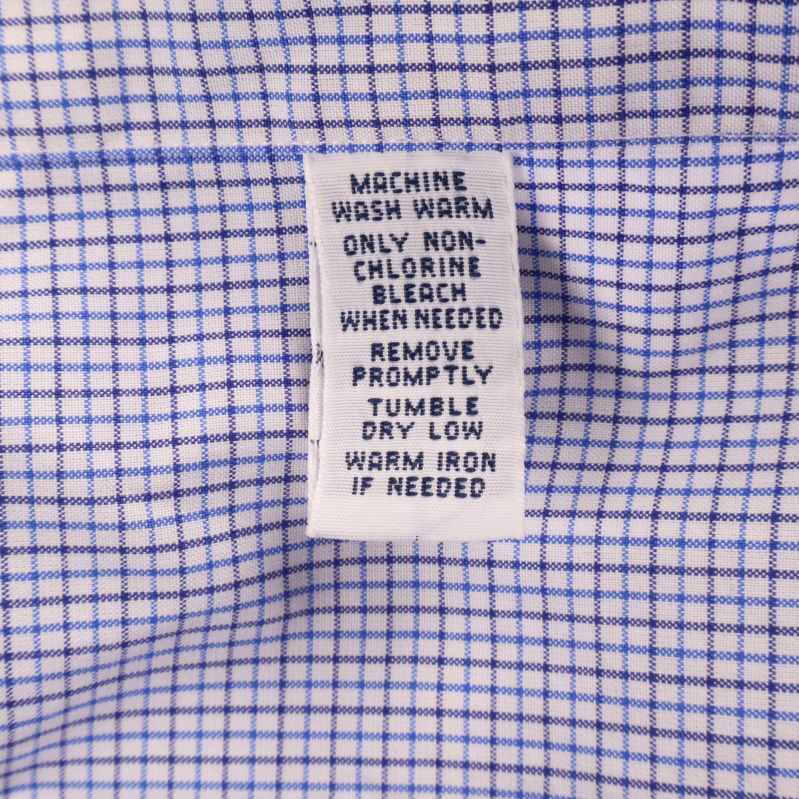 MACHINE
WASH WARM
ONLY NON-
CHLORINE
BLEACH
WHEN NEEDED
REMOVE
PROMPTLY
TUMBLE
DRY LOW
WARM IRON
IF NEEDED